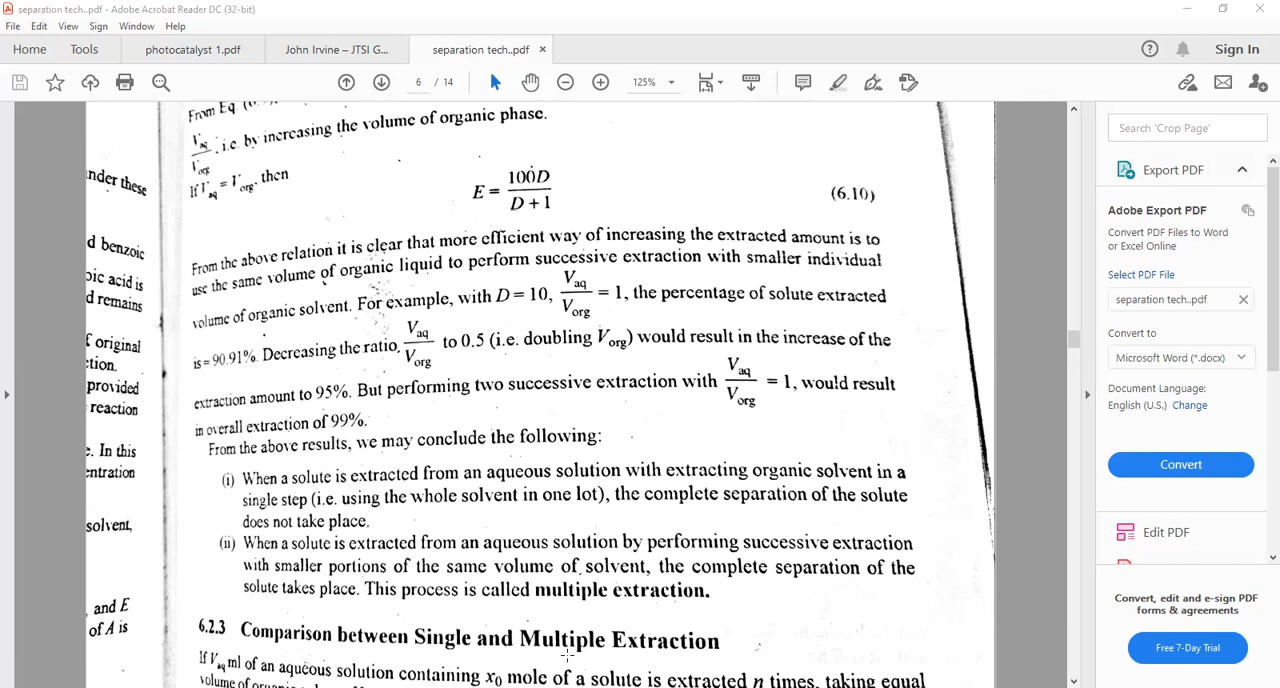 separation tech..pdf - Adobe Acrobat Reader DC (32-bit)
File Edit View Sign Window Help
Home Tools photocatalyst 1.pdf John Irvine – JTSI G... separation tech..pdf Sign In
6 / 14 125%
From Eq
V_aq / V_org, i.e. by increasing the volume of organic phase.
If V_aq = V_org, then
E = 100D / D + 1 (6.10)
From the above relation it is clear that more efficient way of increasing the extracted amount is to
use the same volume of organic liquid to perform successive extraction with smaller individual
volume of organic solvent. For example, with D = 10, V_aq / V_org = 1, the percentage of solute extracted
is = 90.91%. Decreasing the ratio, V_aq / V_org to 0.5 (i.e. doubling V_org) would result in the increase of the
extraction amount to 95%. But performing two successive extraction with V_aq / V_org = 1, would result
in overall extraction of 99%.
From the above results, we may conclude the following:
(i) When a solute is extracted from an aqueous solution with extracting organic solvent in a
single step (i.e. using the whole solvent in one lot), the complete separation of the solute
does not take place.
(ii) When a solute is extracted from an aqueous solution by performing successive extraction
with smaller portions of the same volume of solvent, the complete separation of the
solute takes place. This process is called multiple extraction.
6.2.3 Comparison between Single and Multiple Extraction
If V_aq ml of an aqueous solution containing x0 mole of a solute is extracted n times, taking equal
nder these
d benzoic
oic acid is
d remains
f original
ction.
provided
reaction
e. In this
entration
solvent,
and E
of A is
Search 'Crop Page'
Export PDF
Adobe Export PDF
Convert PDF Files to Word
or Excel Online
Select PDF File
separation tech..pdf
Convert to
Microsoft Word (*.docx)
Document Language:
English (U.S.) Change
Convert
Edit PDF
Convert, edit and e-sign PDF
forms & agreements
Free 7-Day Trial